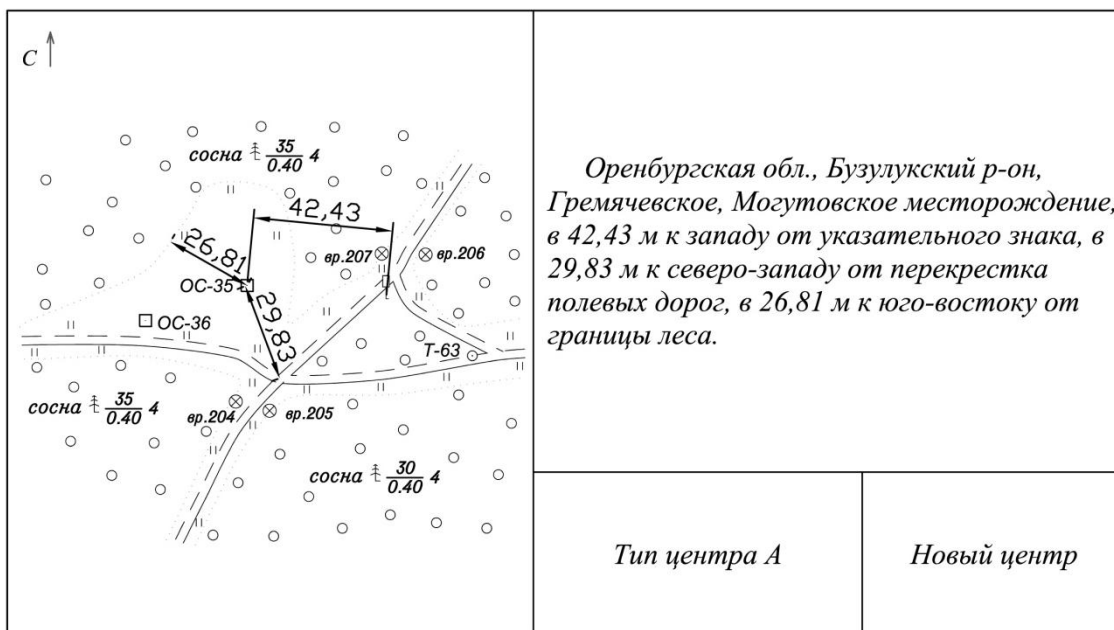 С
сосна 35 4
0.40
42,43
26,81
вр.207
вр.206
ОС-35
29,83
ОС-36
Т-63
сосна 35 4
0.40
вр.204
вр.205
сосна 30 4
0.40
Оренбургская обл., Бузулукский р-он,
Гремячевское, Могутовское месторождение,
в 42,43 м к западу от указательного знака, в
29,83 м к северо-западу от перекрестка
полевых дорог, в 26,81 м к юго-востоку от
границы леса.
Тип центра А
Новый центр